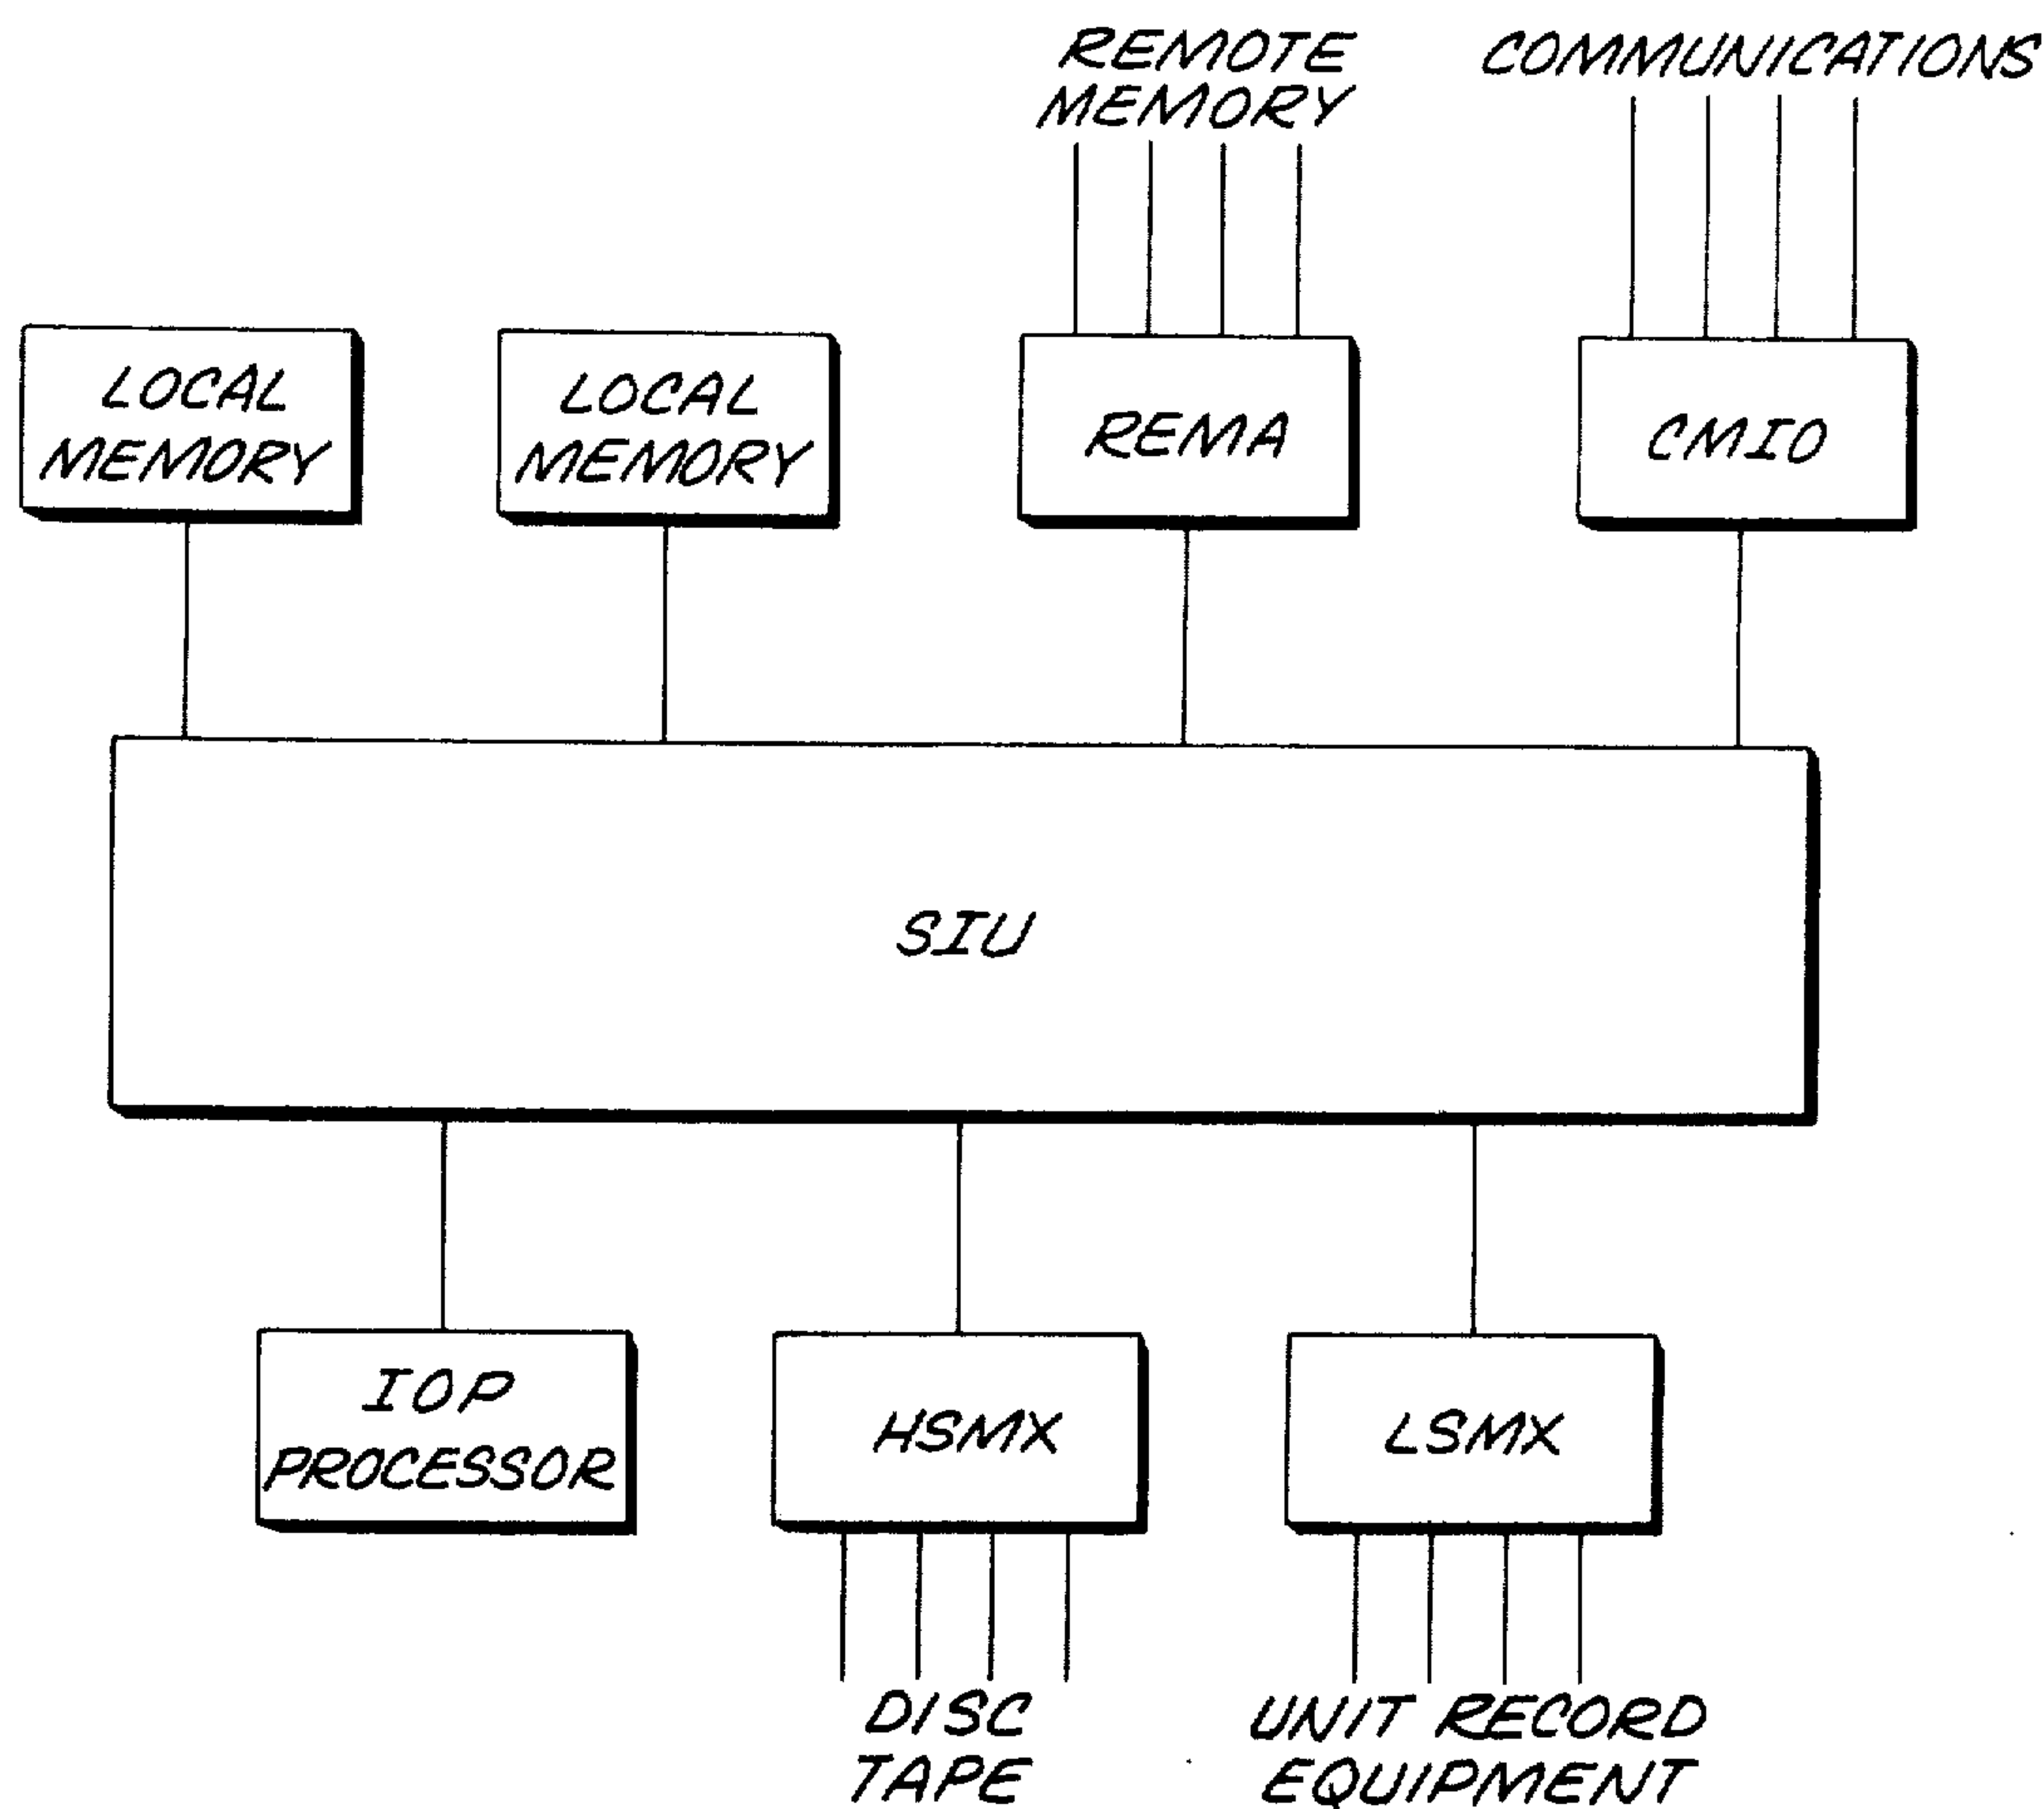 REMOTE
MEMORY
COMMUNICATIONS
LOCAL
MEMORY
LOCAL
MEMORY
REMA
CMIO
SIU
IOP
PROCESSOR
HSMX
LSMX
DISC
TAPE
UNIT RECORD
EQUIPMENT